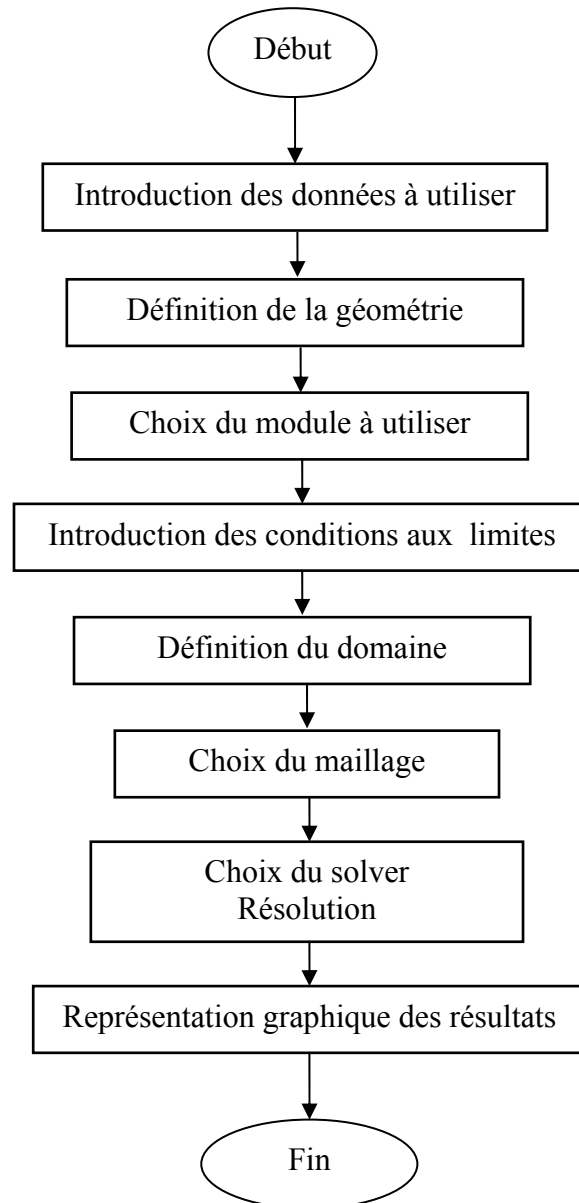 Début
Introduction des données à utiliser
Définition de la géométrie
Choix du module à utiliser
Introduction des conditions aux  limites
Définition du domaine
Choix du maillage
Choix du solver
Résolution
Représentation graphique des résultats
Fin